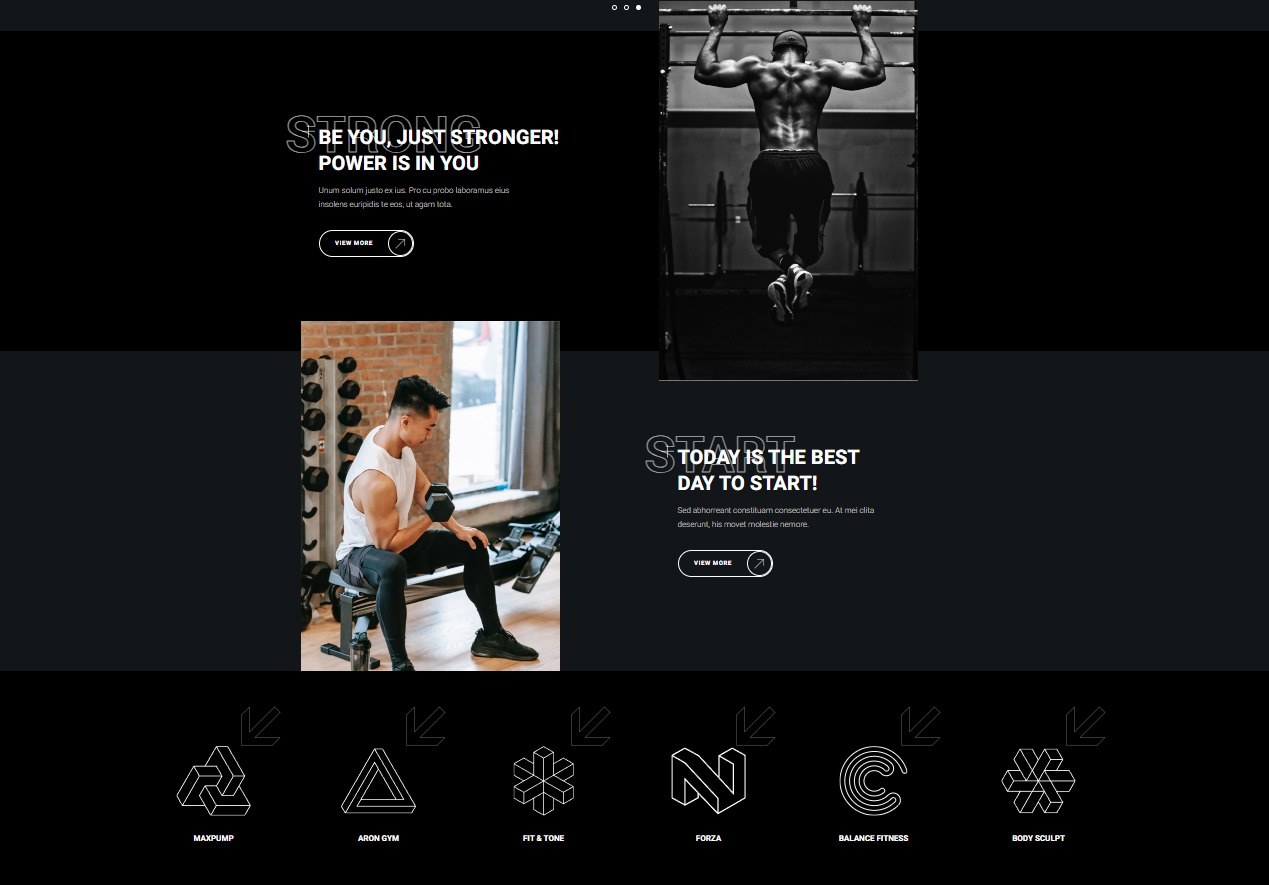 STRONG
BE YOU, JUST STRONGER!
POWER IS IN YOU
Unum solum justo ex ius. Pro cu probo laboramus eius
insolens euripidis te eos, ut agam tota.
VIEW MORE
START
TODAY IS THE BEST
DAY TO START!
Sed abhorreant constituam consectetuer eu. At mei clita
deserunt, his movet molestie nemore.
VIEW MORE
MAXPUMP
ARON GYM
FIT & TONE
FORZA
BALANCE FITNESS
BODY SCULPT